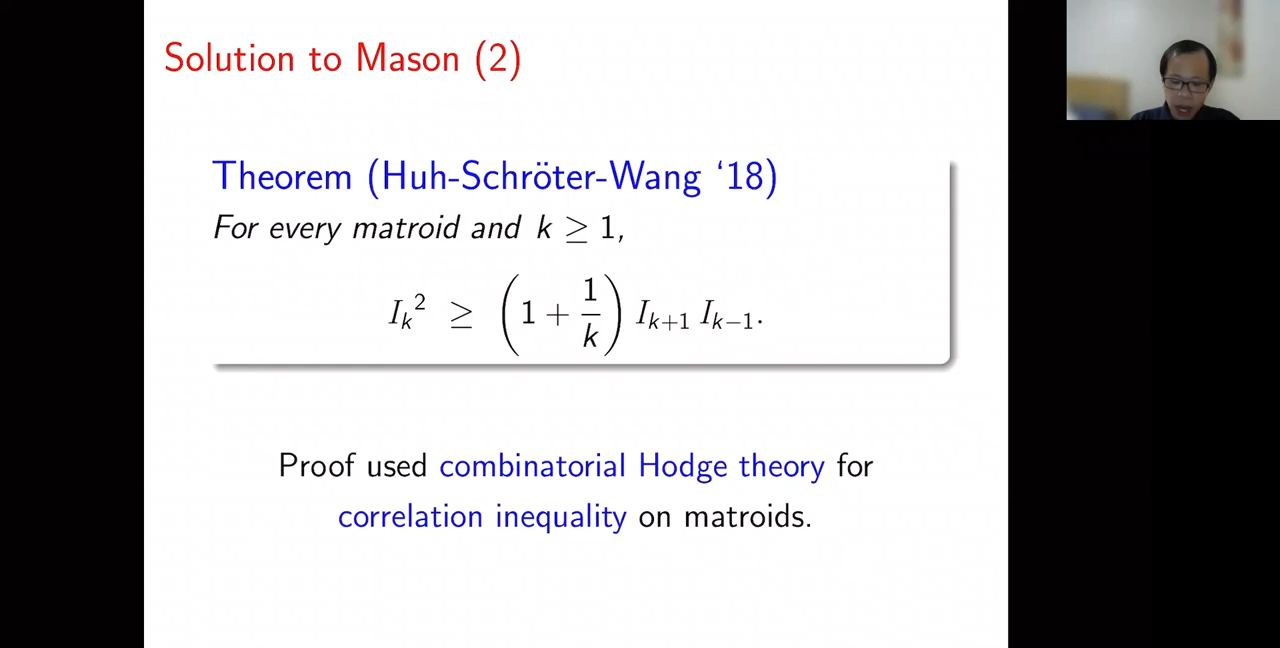 Solution to Mason (2)
Theorem (Huh-Schröter-Wang ‘18)
For every matroid and k ≥ 1,
I_k^2 ≥ (1 + 1/k) I_{k+1} I_{k−1}.
Proof used combinatorial Hodge theory for
correlation inequality on matroids.